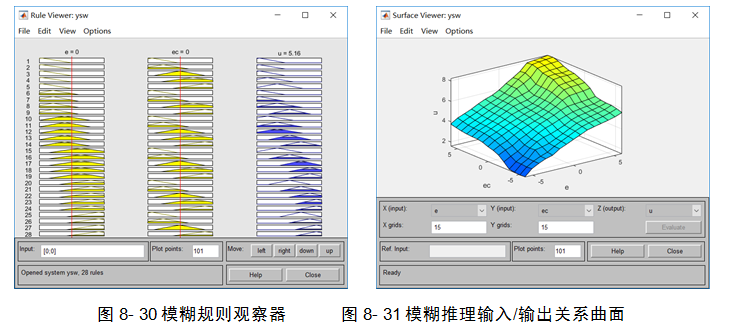 Rule Viewer: ysw
File Edit View Options
e = 0
ec = 0
u = 5.16
1
2
3
4
5
6
7
8
9
10
11
12
13
14
15
16
17
18
19
20
21
22
23
24
25
26
27
28
Input:
[0;0]
Plot points:
101
Move:
left
right
down
up
Opened system ysw, 28 rules
Help
Close
Surface Viewer: ysw
File Edit View Options
8
6
4
2
u
5
0
-5
ec
-5
0
5
e
X (input):
e
Y (input):
ec
Z (output):
u
X grids:
15
Y grids:
15
Evaluate
Ref. Input:
Plot points:
101
Help
Close
Ready
图 8- 30 模糊规则观察器
图 8- 31 模糊推理输入/输出关系曲面